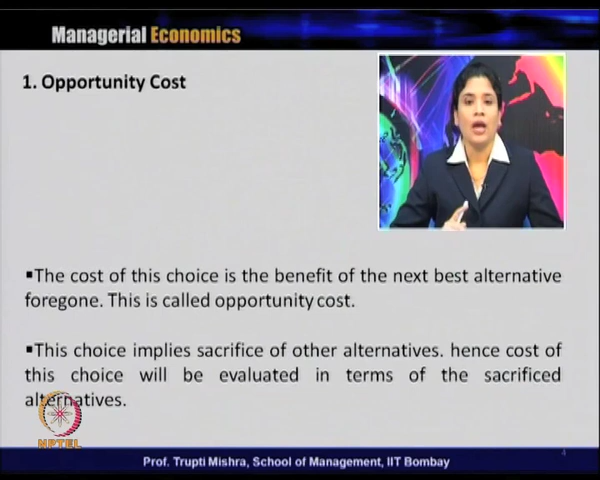 Managerial Economics
1. Opportunity Cost
▪The cost of this choice is the benefit of the next best alternative
foregone. This is called opportunity cost.
▪This choice implies sacrifice of other alternatives. hence cost of
this choice will be evaluated in terms of the sacrificed
alternatives.
NPTEL
4
Prof. Trupti Mishra, School of Management, IIT Bombay